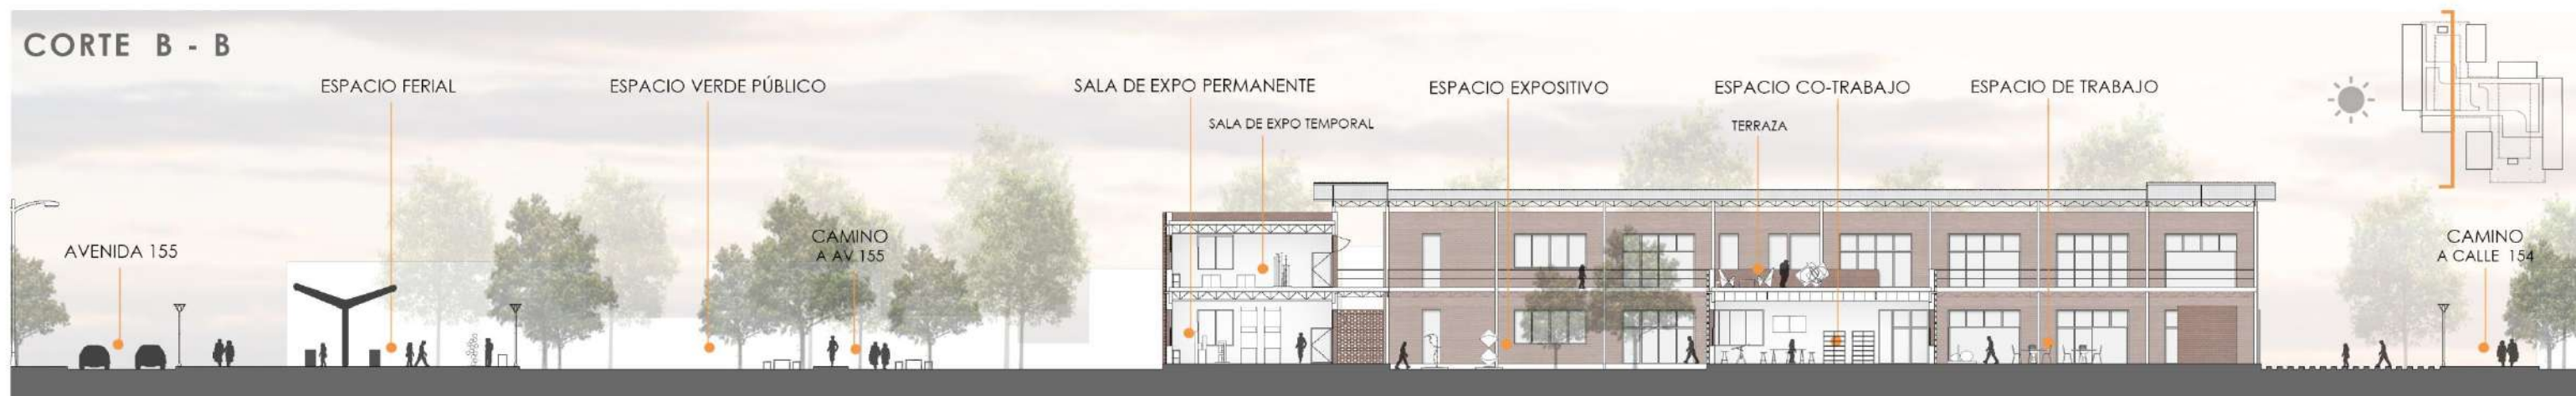 CORTE B - B
ESPACIO FERIAL
ESPACIO VERDE PÚBLICO
SALA DE EXPO PERMANENTE
ESPACIO EXPOSITIVO
ESPACIO CO-TRABAJO
ESPACIO DE TRABAJO
SALA DE EXPO TEMPORAL
TERRAZA
AVENIDA 155
CAMINO
A AV.155
CAMINO
A CALLE 154